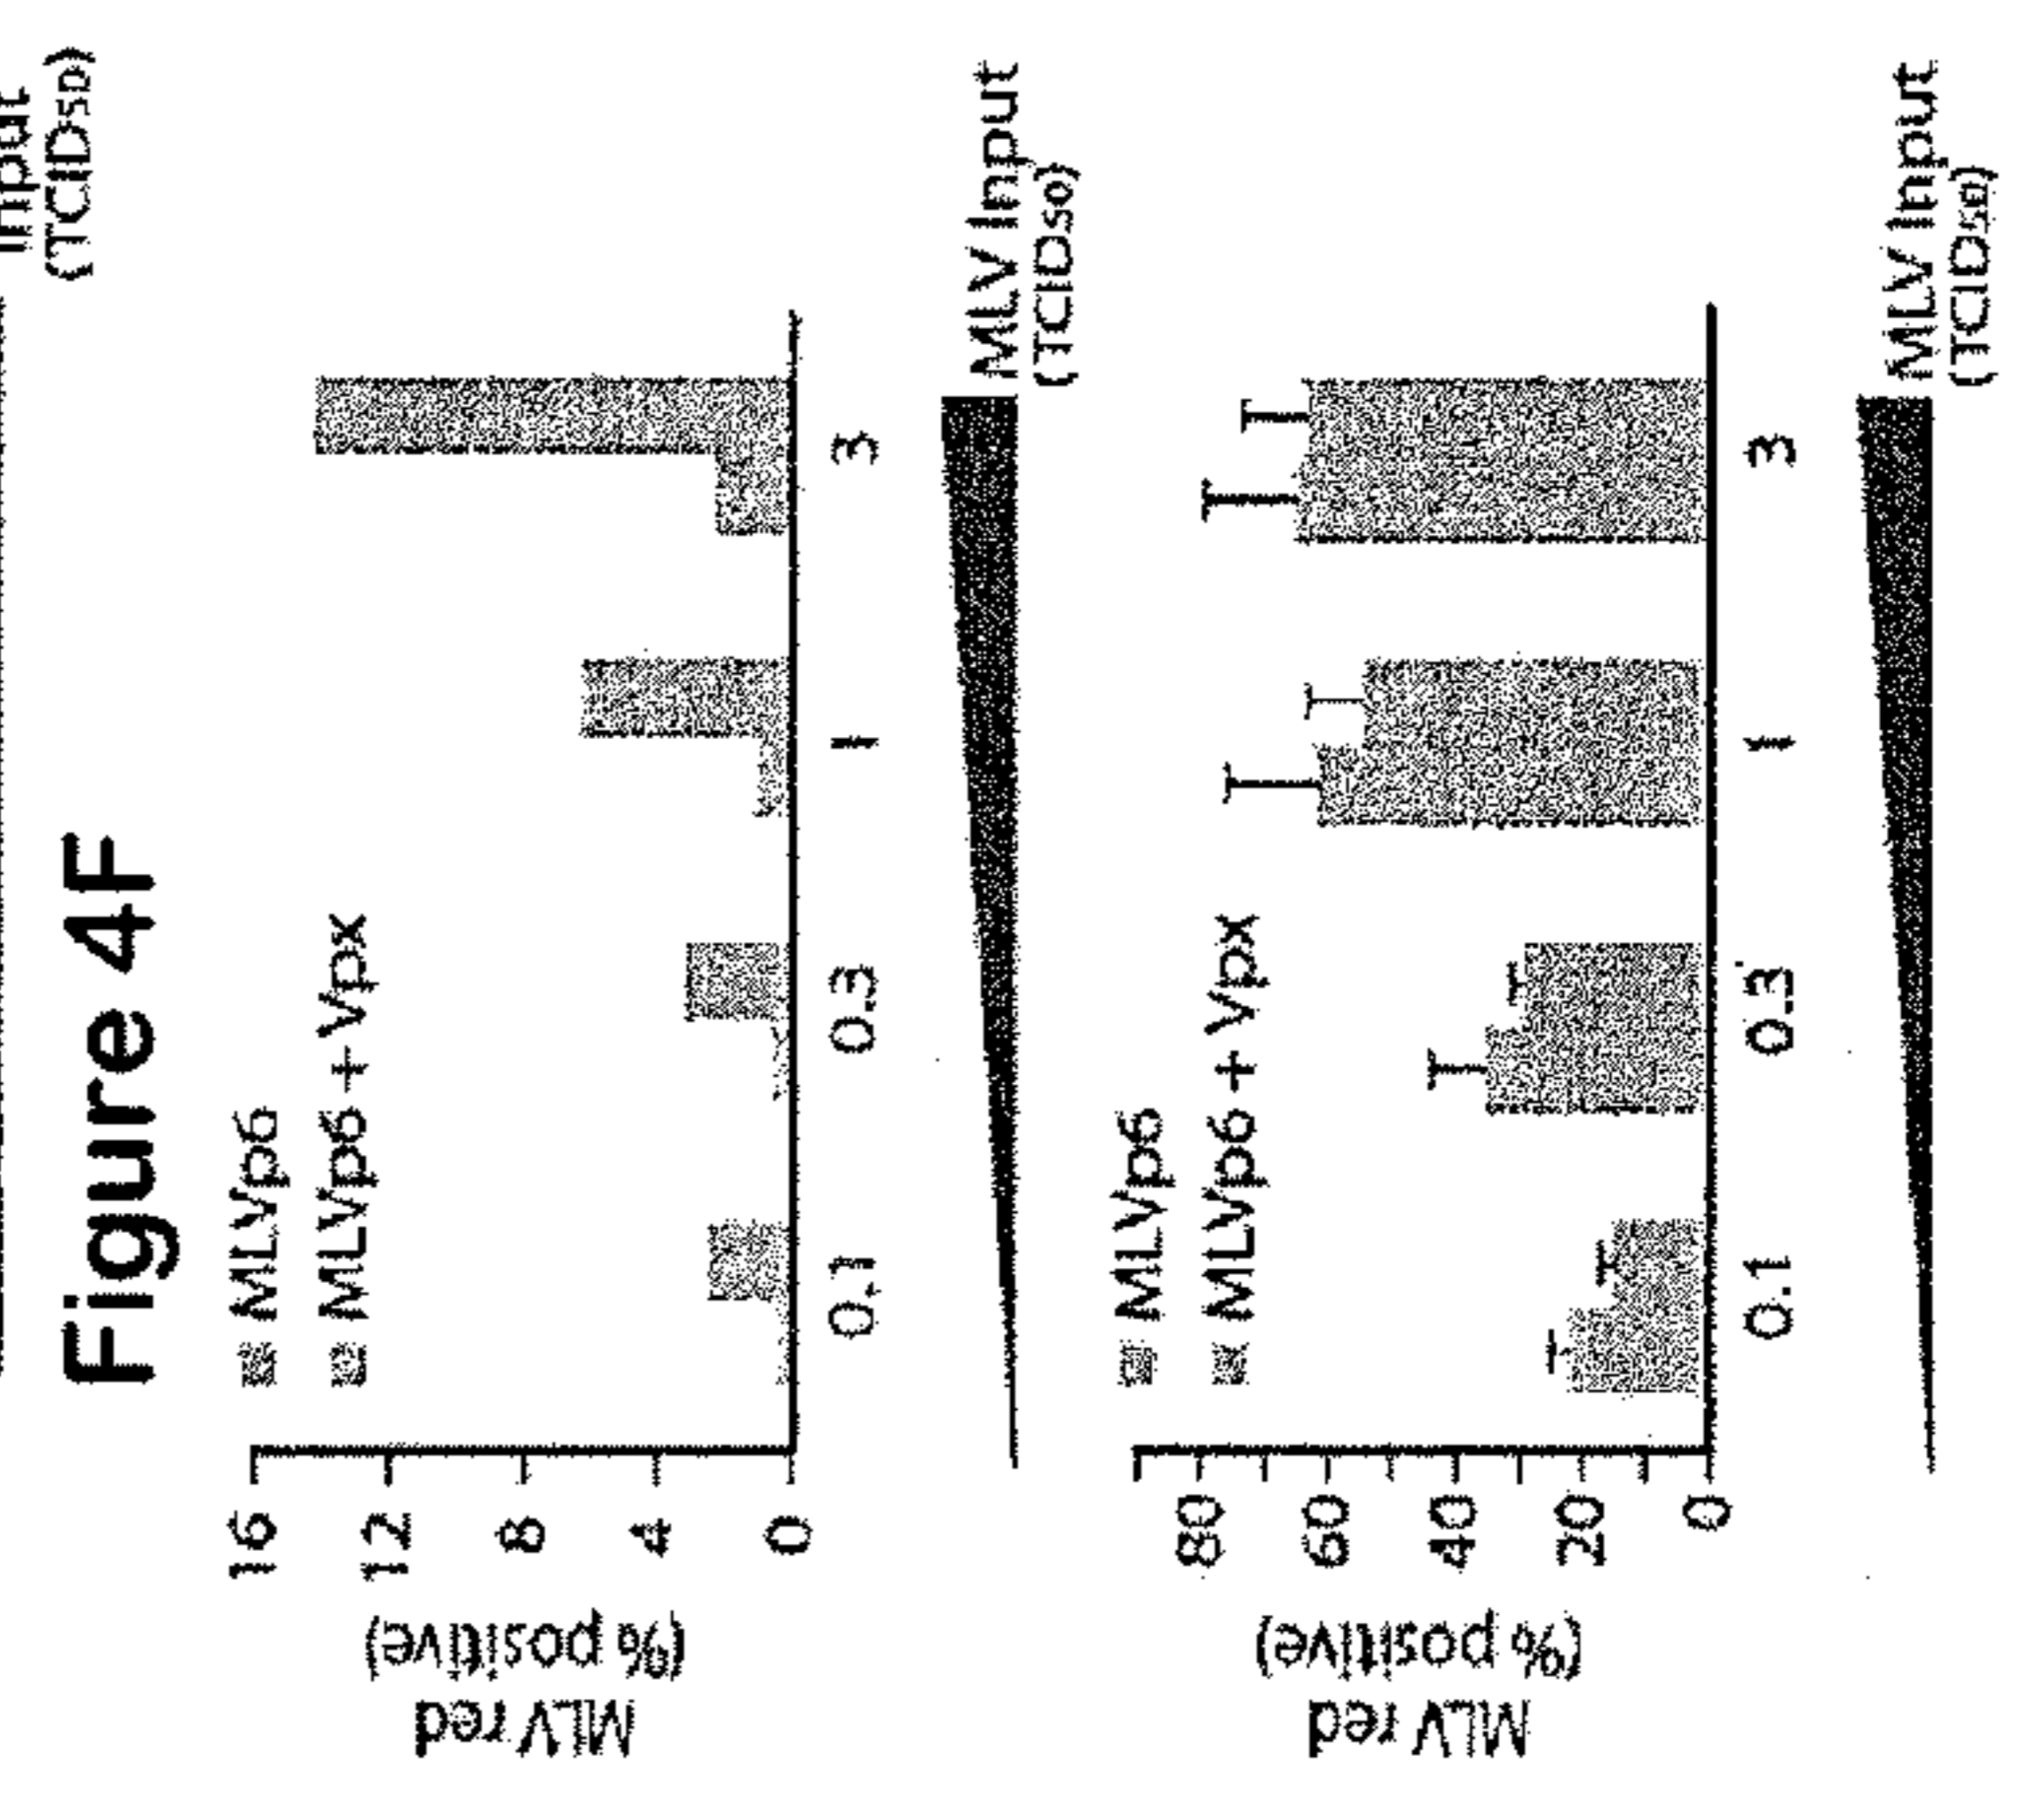 Input
(TCID50)
Figure 4F
MLVp6
MLVp6 + Vpx
MLV red
(% positive)
16
12
8
4
0
0.1
0.3
1
3
MLV Input
(TCID50)
MLVp6
MLVp6 + Vpx
MLV red
(% positive)
80
60
40
20
0
0.1
0.3
1
3
MLV Input
(TCID50)